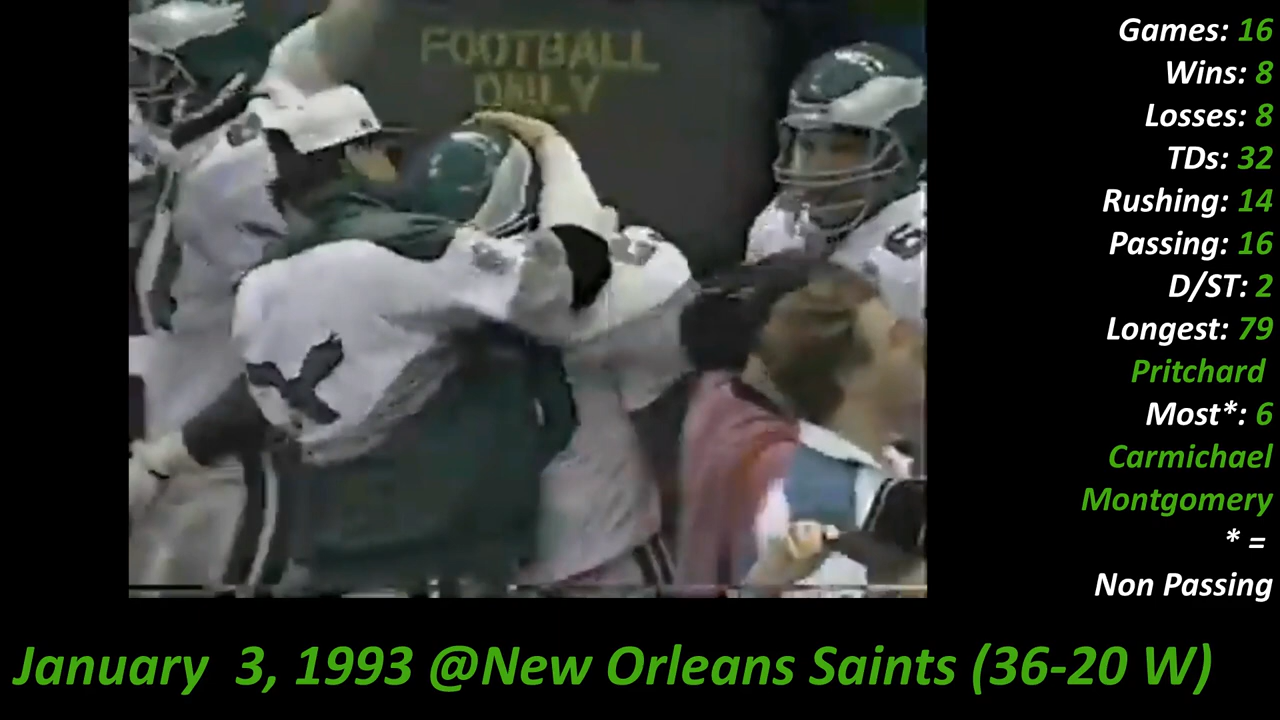 FOOTBALL
ONLY
Games: 16
Wins: 8
Losses: 8
TDs: 32
Rushing: 14
Passing: 16
D/ST: 2
Longest: 79
Pritchard
Most*: 6
Carmichael
Montgomery
* =
Non Passing
January 3, 1993 @New Orleans Saints (36-20 W)